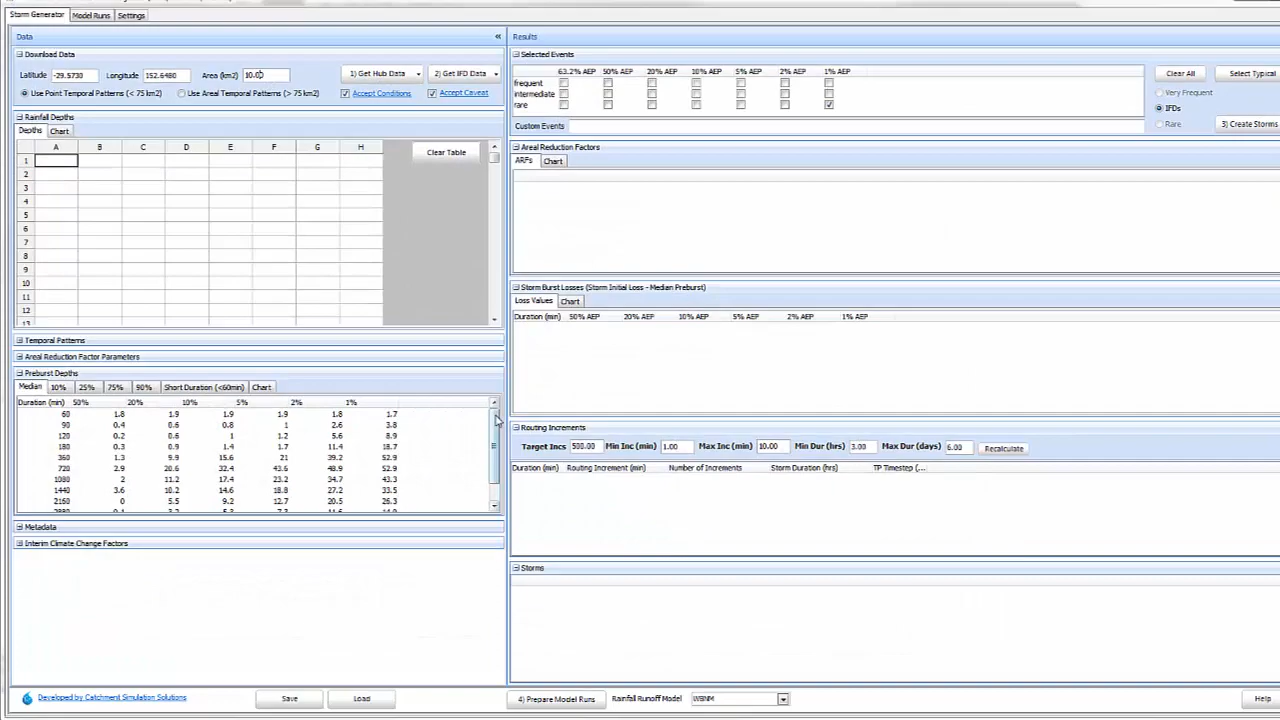 Storm Generator Model Runs Settings
Data
Download Data
Latitude -29.5730 Longitude 152.6480 Area (km2) 10.00 1) Get Hub Data 2) Get IFD Data
Use Point Temporal Patterns (< 75 km2) Use Areal Temporal Patterns (> 75 km2) Accept Conditions Accept Caveat
Rainfall Depths
Depths Chart
A B C D E F G H
Clear Table
1
2
3
4
5
6
7
8
9
10
11
12
13
Temporal Patterns
Areal Reduction Factor Parameters
Preburst Depths
Median 10% 25% 75% 90% Short Duration (<60min) Chart
Duration (min) 50% 20% 10% 5% 2% 1%
60 1.8 1.9 1.9 1.9 1.8 1.7
90 0.4 0.6 0.8 1 2.6 3.8
120 0.2 0.6 1 1.2 5.6 8.9
180 0.3 0.9 1.4 1.7 11.4 18.7
360 1.3 9.9 15.6 21 39.2 52.9
720 2.9 20.6 32.4 43.6 48.9 52.9
1080 2 11.2 17.4 23.2 34.7 43.3
1440 3.6 10.2 14.6 18.8 27.2 33.5
2160 0 5.5 9.2 12.7 20.5 26.3
Metadata
Interim Climate Change Factors
Developed by Catchment Simulation Solutions
Save Load
Results
Selected Events
63.2% AEP 50% AEP 20% AEP 10% AEP 5% AEP 2% AEP 1% AEP
frequent
intermediate
rare
Custom Events
Clear All Select Typical
Very Frequent
IFDs
Rare 3) Create Storms
Areal Reduction Factors
ARFs Chart
Storm Burst Losses (Storm Initial Loss - Median Preburst)
Loss Values Chart
Duration (min) 50% AEP 20% AEP 10% AEP 5% AEP 2% AEP 1% AEP
Routing Increments
Target Incs 500.00 Min Inc (min) 1.00 Max Inc (min) 10.00 Min Dur (hrs) 3.00 Max Dur (days) 6.00 Recalculate
Duration (min) Routing Increment (min) Number of Increments Storm Duration (hrs) TP Timestep (...
Storms
4) Prepare Model Runs Rainfall Runoff Model WBNM Help